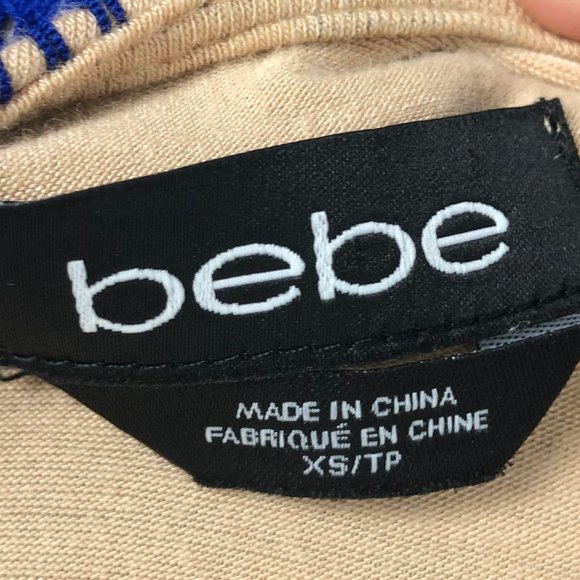 bebe
MADE IN CHINA
FABRIQUÉ EN CHINE
XS/TP